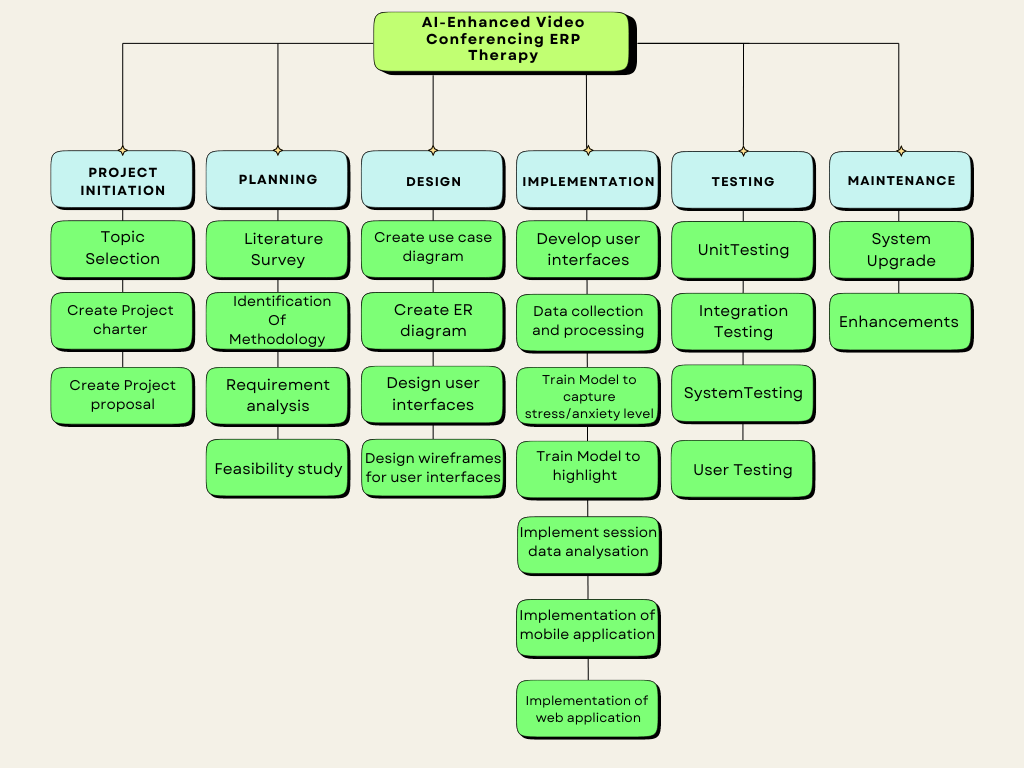 AI-Enhanced Video
Conferencing ERP
Therapy
PROJECT
INITIATION
Topic
Selection
Create Project
charter
Create Project
proposal
PLANNING
Literature
Survey
Identification
Of
Methodology
Requirement
analysis
Feasibility study
DESIGN
Create use case
diagram
Create ER
diagram
Design user
interfaces
Design wireframes
for user interfaces
IMPLEMENTATION
Develop user
interfaces
Data collection
and processing
Train Model to
capture
stress/anxiety level
Train Model to
highlight
Implement session
data analysation
Implementation of
mobile application
Implementation of
web application
TESTING
UnitTesting
Integration
Testing
SystemTesting
User Testing
MAINTENANCE
System
Upgrade
Enhancements